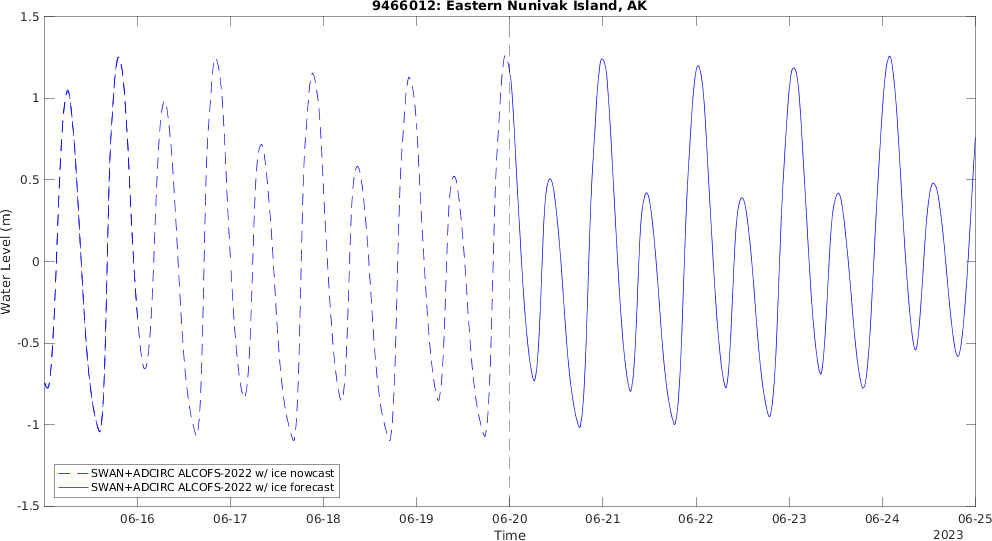 9466012: Eastern Nunivak Island, AK
1.5
1
0.5
0
-0.5
-1
-1.5
Water Level (m)
SWAN+ADCIRC ALCOFS-2022 w/ ice nowcast
SWAN+ADCIRC ALCOFS-2022 w/ ice forecast
06-16 06-17 06-18 06-19 06-20 06-21 06-22 06-23 06-24 06-25
Time
2023